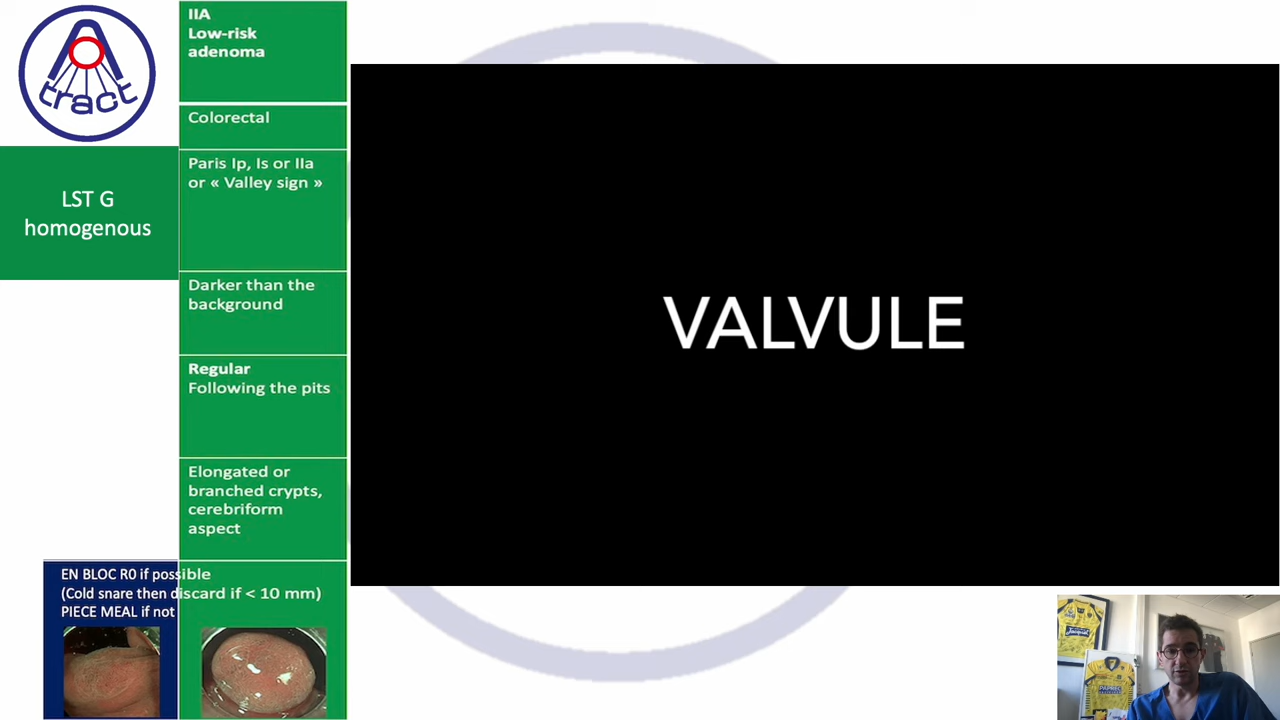 tract
LST G
homogenous
IIA
Low-risk
adenoma
Colorectal
Paris Ip, Is or IIa
or « Valley sign »
Darker than the
background
Regular
Following the pits
Elongated or
branched crypts,
cerebriform
aspect
EN BLOC R0 if possible
(Cold snare then discard if < 10 mm)
PIECE MEAL if not
VALVULE
Jacquet